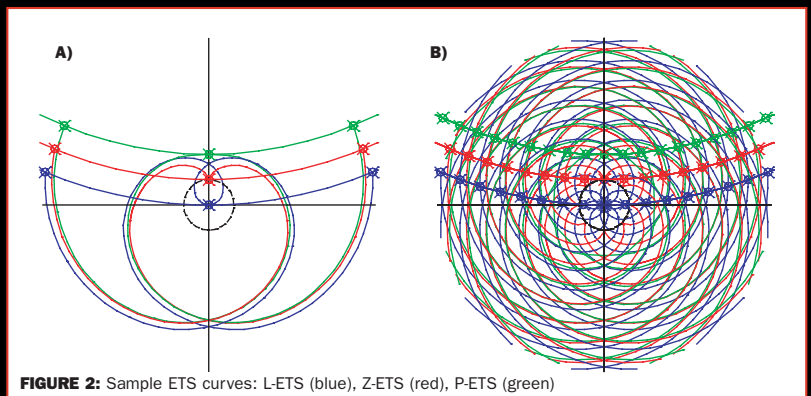 A)
B)
FIGURE 2: Sample ETS curves: L-ETS (blue), Z-ETS (red), P-ETS (green)